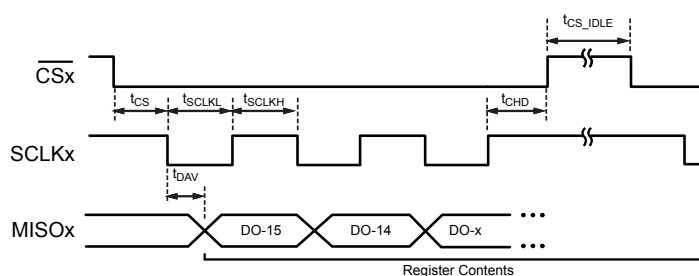 tCS_IDLE
CSx
tCS tSCLKL tSCLKH tCHD
SCLKx
tDAV
MISOx DO-15 DO-14 DO-x •••
•••
Register Contents